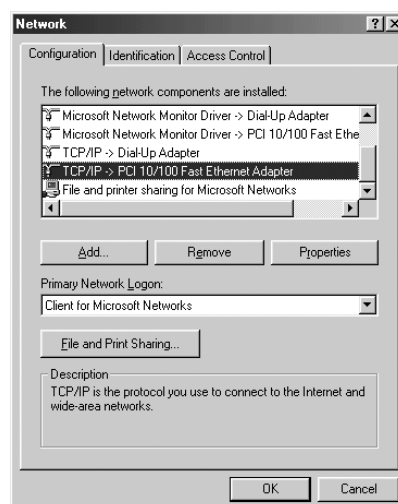 Network
Configuration Identification Access Control
The following network components are installed:
Microsoft Network Monitor Driver -> Dial-Up Adapter
Microsoft Network Monitor Driver -> PCI 10/100 Fast Ethe
TCP/IP -> Dial-Up Adapter
TCP/IP -> PCI 10/100 Fast Ethernet Adapter
File and printer sharing for Microsoft Networks
Add... Remove Properties
Primary Network Logon:
Client for Microsoft Networks
File and Print Sharing...
Description
TCP/IP is the protocol you use to connect to the Internet and
wide-area networks.
OK Cancel